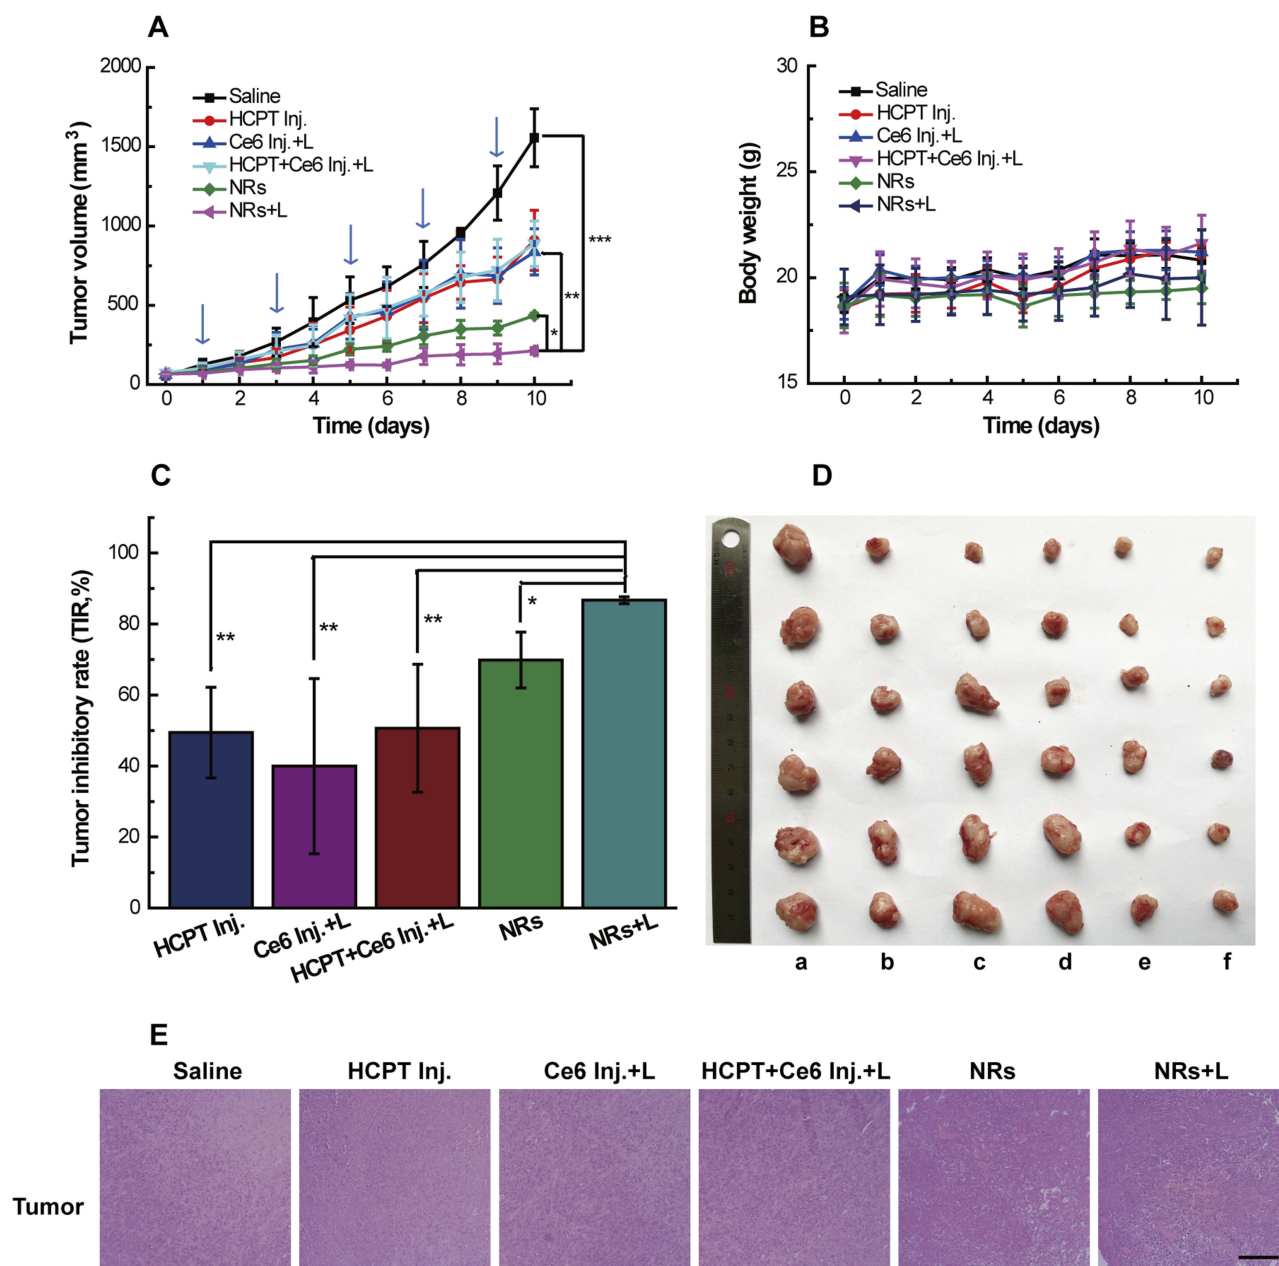 A
Tumor volume (mm3)
2000
1500
1000
500
0
Saline
HCPT Inj.
Ce6 Inj.+L
HCPT+Ce6 Inj.+L
NRs
NRs+L
***
**
*
0 2 4 6 8 10
Time (days)
B
Body weight (g)
30
25
20
15
Saline
HCPT Inj.
Ce6 Inj.+L
HCPT+Ce6 Inj.+L
NRs
NRs+L
0 2 4 6 8 10
Time (days)
C
Tumor inhibitory rate (TIR,%)
100
80
60
40
20
0
** ** ** *
HCPT Inj.
Ce6 Inj.+L
HCPT+Ce6 Inj.+L
NRs
NRs+L
D
a b c d e f
E
Saline HCPT Inj. Ce6 Inj.+L HCPT+Ce6 Inj.+L NRs NRs+L
Tumor